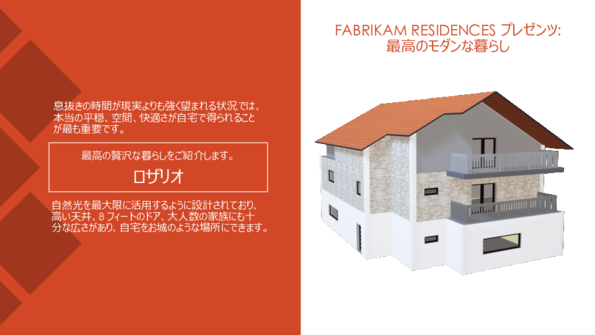 息抜きの時間が現実よりも強く望まれる状況では、
本当の平穏、空間、快適さが自宅で得られること
が最も重要です。
最高の贅沢な暮らしをご紹介します。
ロザリオ
自然光を最大限に活用するように設計されており、
高い天井、8 フィートのドア、大人数の家族にも十
分な広さがあり、自宅をお城のような場所にできます。
FABRIKAM RESIDENCES プレゼンツ:
最高のモダンな暮らし